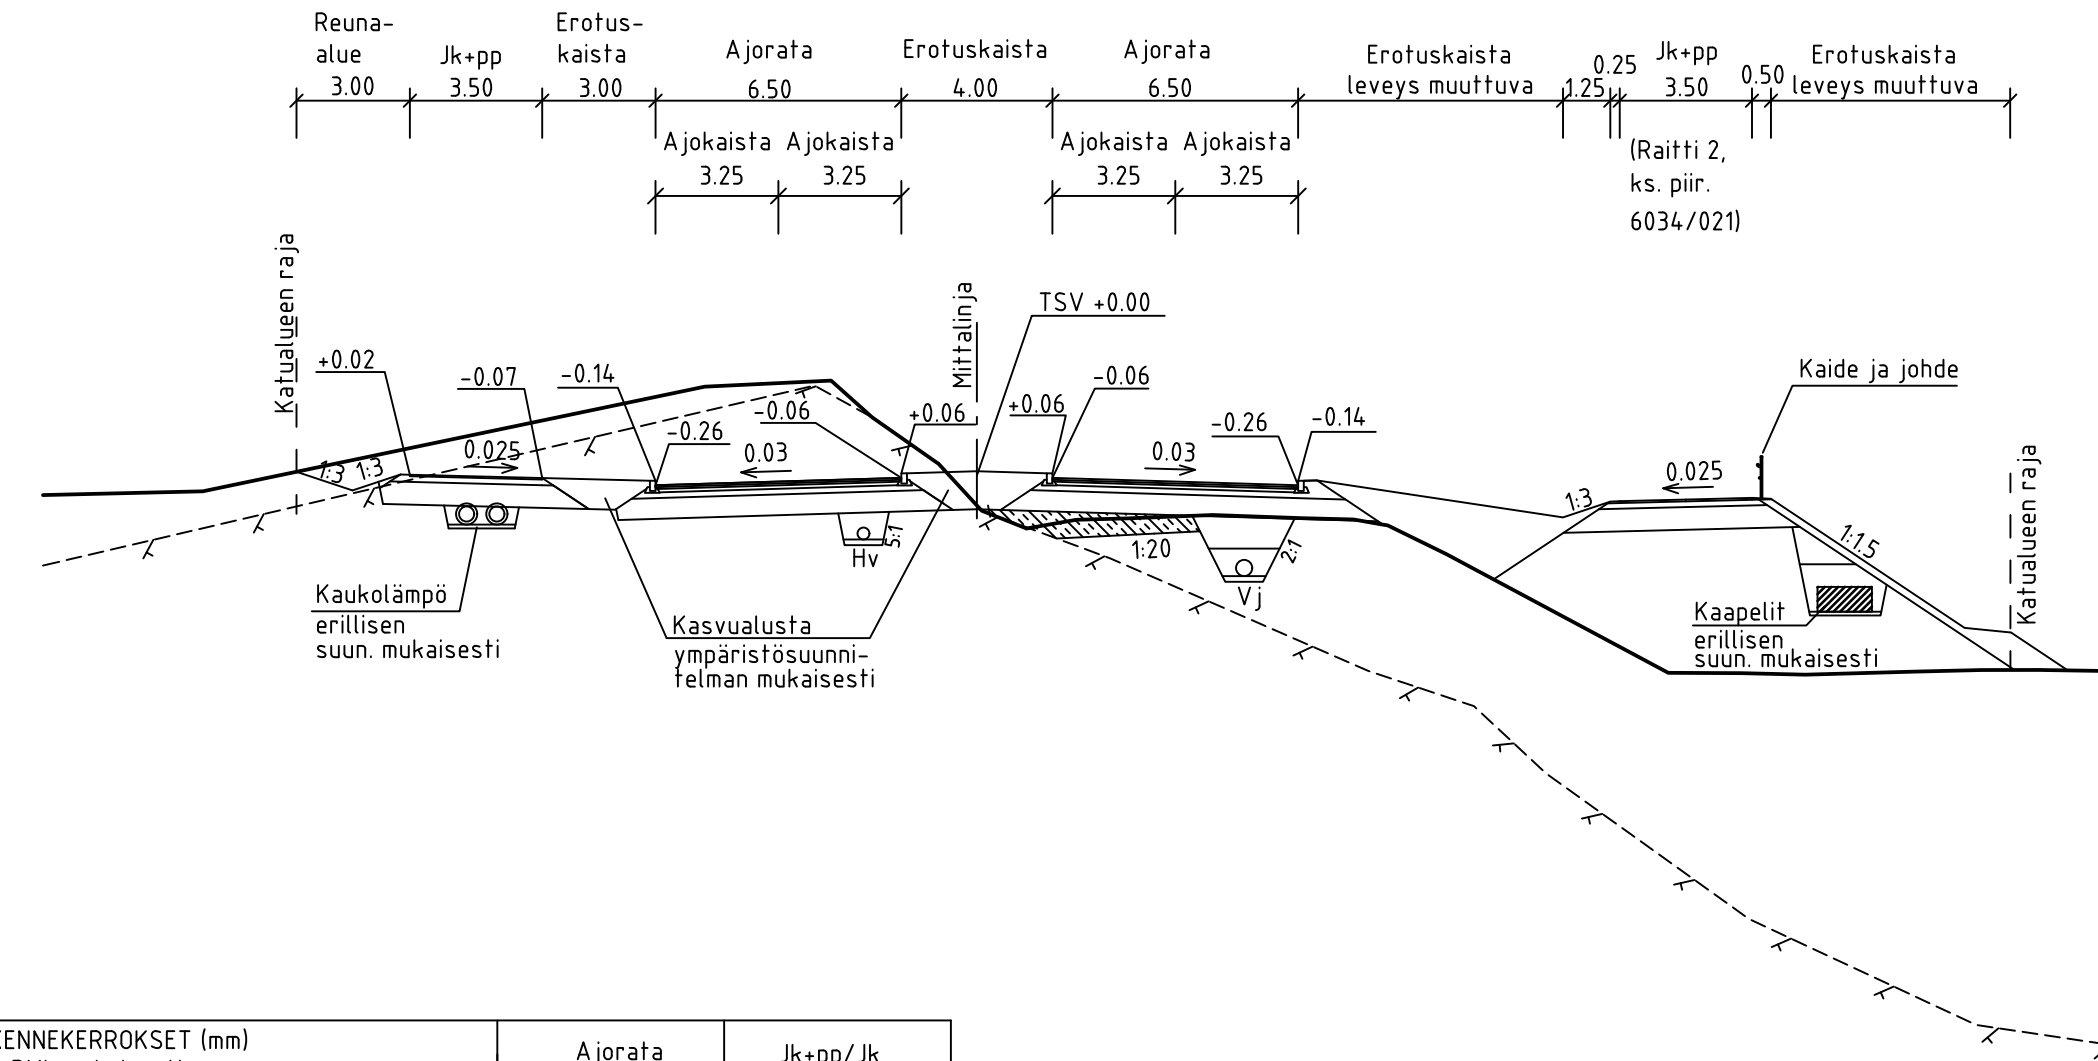 Reuna-
alue
3.00
Jk+pp
3.50
Erotus-
kaista
3.00
Ajorata
6.50
Erotuskaista
4.00
Ajorata
6.50
Erotuskaista
leveys muuttuva
1.25
0.25
Jk+pp
3.50
0.50
Erotuskaista
leveys muuttuva
Ajokaista
3.25
Ajokaista
3.25
Ajokaista
3.25
Ajokaista
3.25
(Raitti 2,
ks. piir.
6034/021)
Katualueen raja
Mittalinja
TSV +0.00
+0.02
-0.07
-0.14
-0.26
-0.06
+0.06
+0.06
-0.06
-0.26
-0.14
Kaide ja johde
1:3
1:3
0.025
0.03
0.03
1:3
0.025
1:1.5
Katualueen raja
Hv
5:1
1:20
2:1
Vj
Kaukolämpö
erillisen
suun. mukaisesti
Kasvualusta
ympäristösuunni-
telman mukaisesti
Kaapelit
erillisen
suun. mukaisesti
ENNEKERROKSET (mm)
Ajorata
Jk+pp/Jk